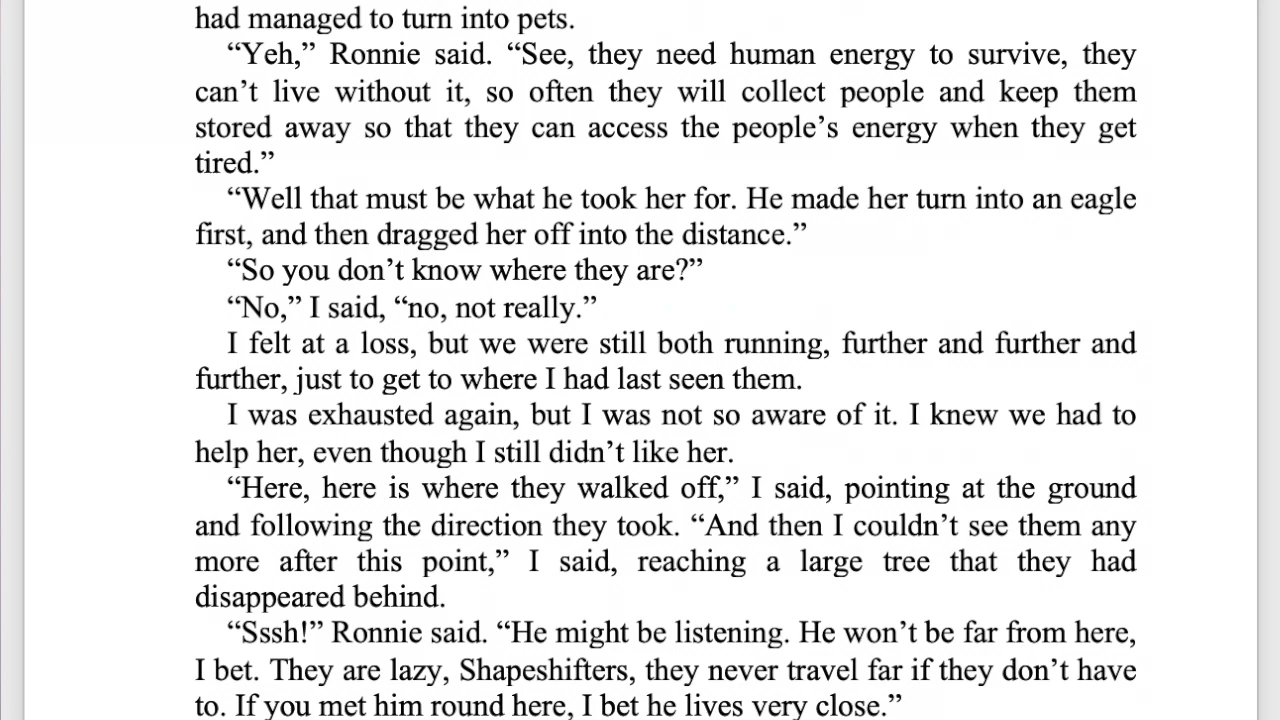 had managed to turn into pets.
“Yeh,” Ronnie said. “See, they need human energy to survive, they
can’t live without it, so often they will collect people and keep them
stored away so that they can access the people’s energy when they get
tired.”
“Well that must be what he took her for. He made her turn into an eagle
first, and then dragged her off into the distance.”
“So you don’t know where they are?”
“No,” I said, “no, not really.”
I felt at a loss, but we were still both running, further and further and
further, just to get to where I had last seen them.
I was exhausted again, but I was not so aware of it. I knew we had to
help her, even though I still didn’t like her.
“Here, here is where they walked off,” I said, pointing at the ground
and following the direction they took. “And then I couldn’t see them any
more after this point,” I said, reaching a large tree that they had
disappeared behind.
“Sssh!” Ronnie said. “He might be listening. He won’t be far from here,
I bet. They are lazy, Shapeshifters, they never travel far if they don’t have
to. If you met him round here, I bet he lives very close.”